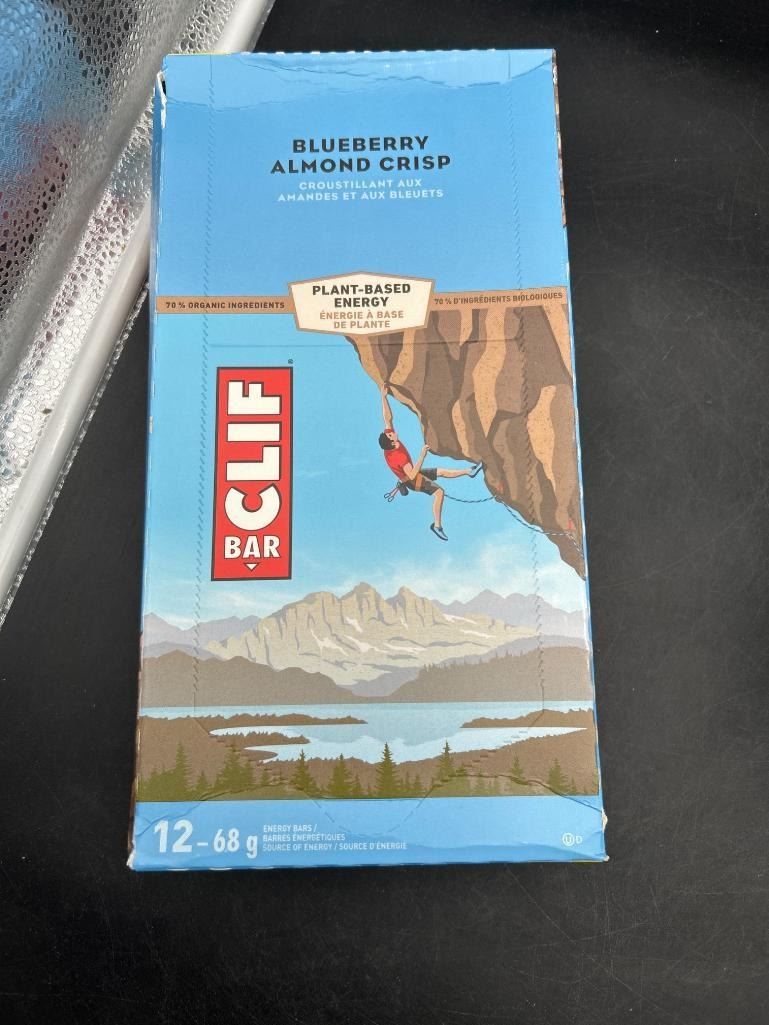 BLUEBERRY
ALMOND CRISP
CROUSTILLANT AUX
AMANDES ET AUX BLEUETS
70 % ORGANIC INGREDIENTS
PLANT-BASED
ENERGY
ÉNERGIE À BASE
DE PLANTE
70 % D'INGRÉDIENTS BIOLOGIQUES
CLIF®
BAR
12 – 68 g
ENERGY BARS /
BARRES ÉNERGÉTIQUES
SOURCE OF ENERGY / SOURCE D'ÉNERGIE
Ⓤ D